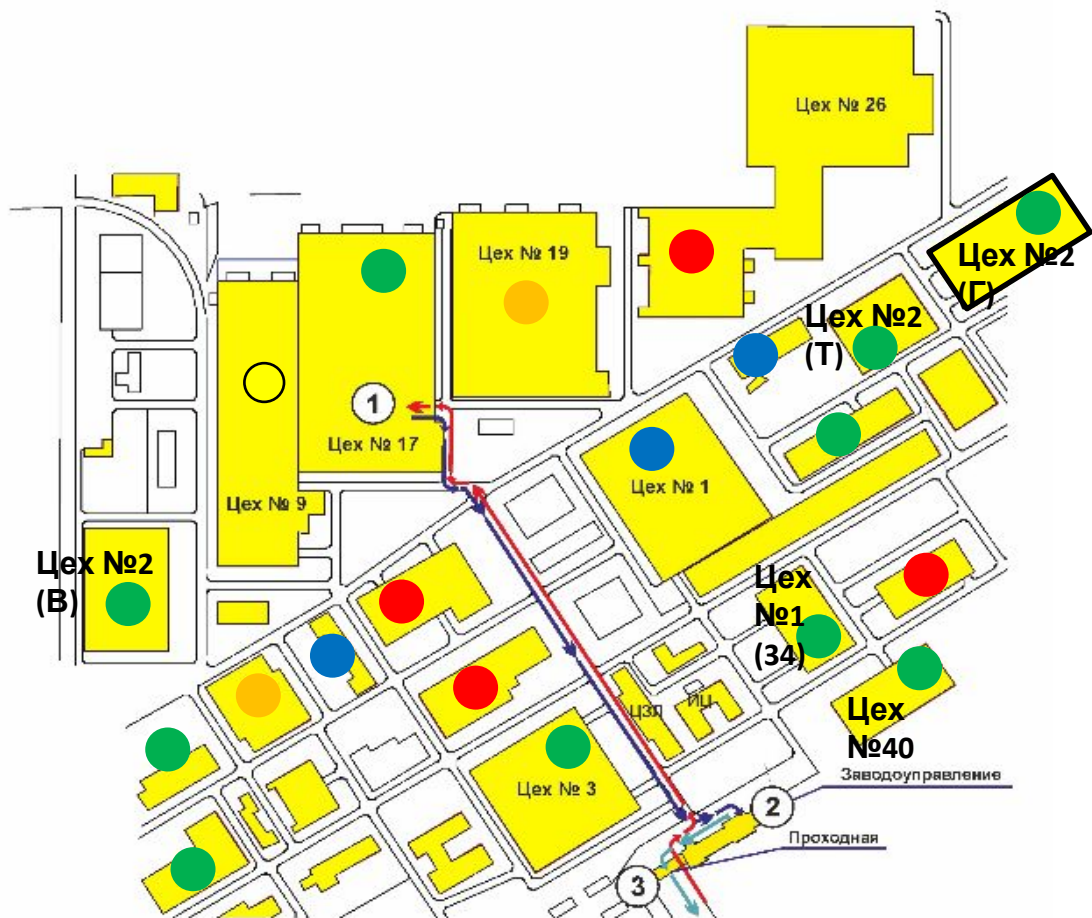 Цех № 26
Цех № 19
Цех №2
(Г)
Цех №2
(Т)
1
Цех № 17
Цех № 1
Цех № 9
Цех №2
(В)
Цех
№1
(34)
ЦЗЛ
ИЦ
Цех
№40
Заводоуправление
Цех № 3
2
Проходная
3